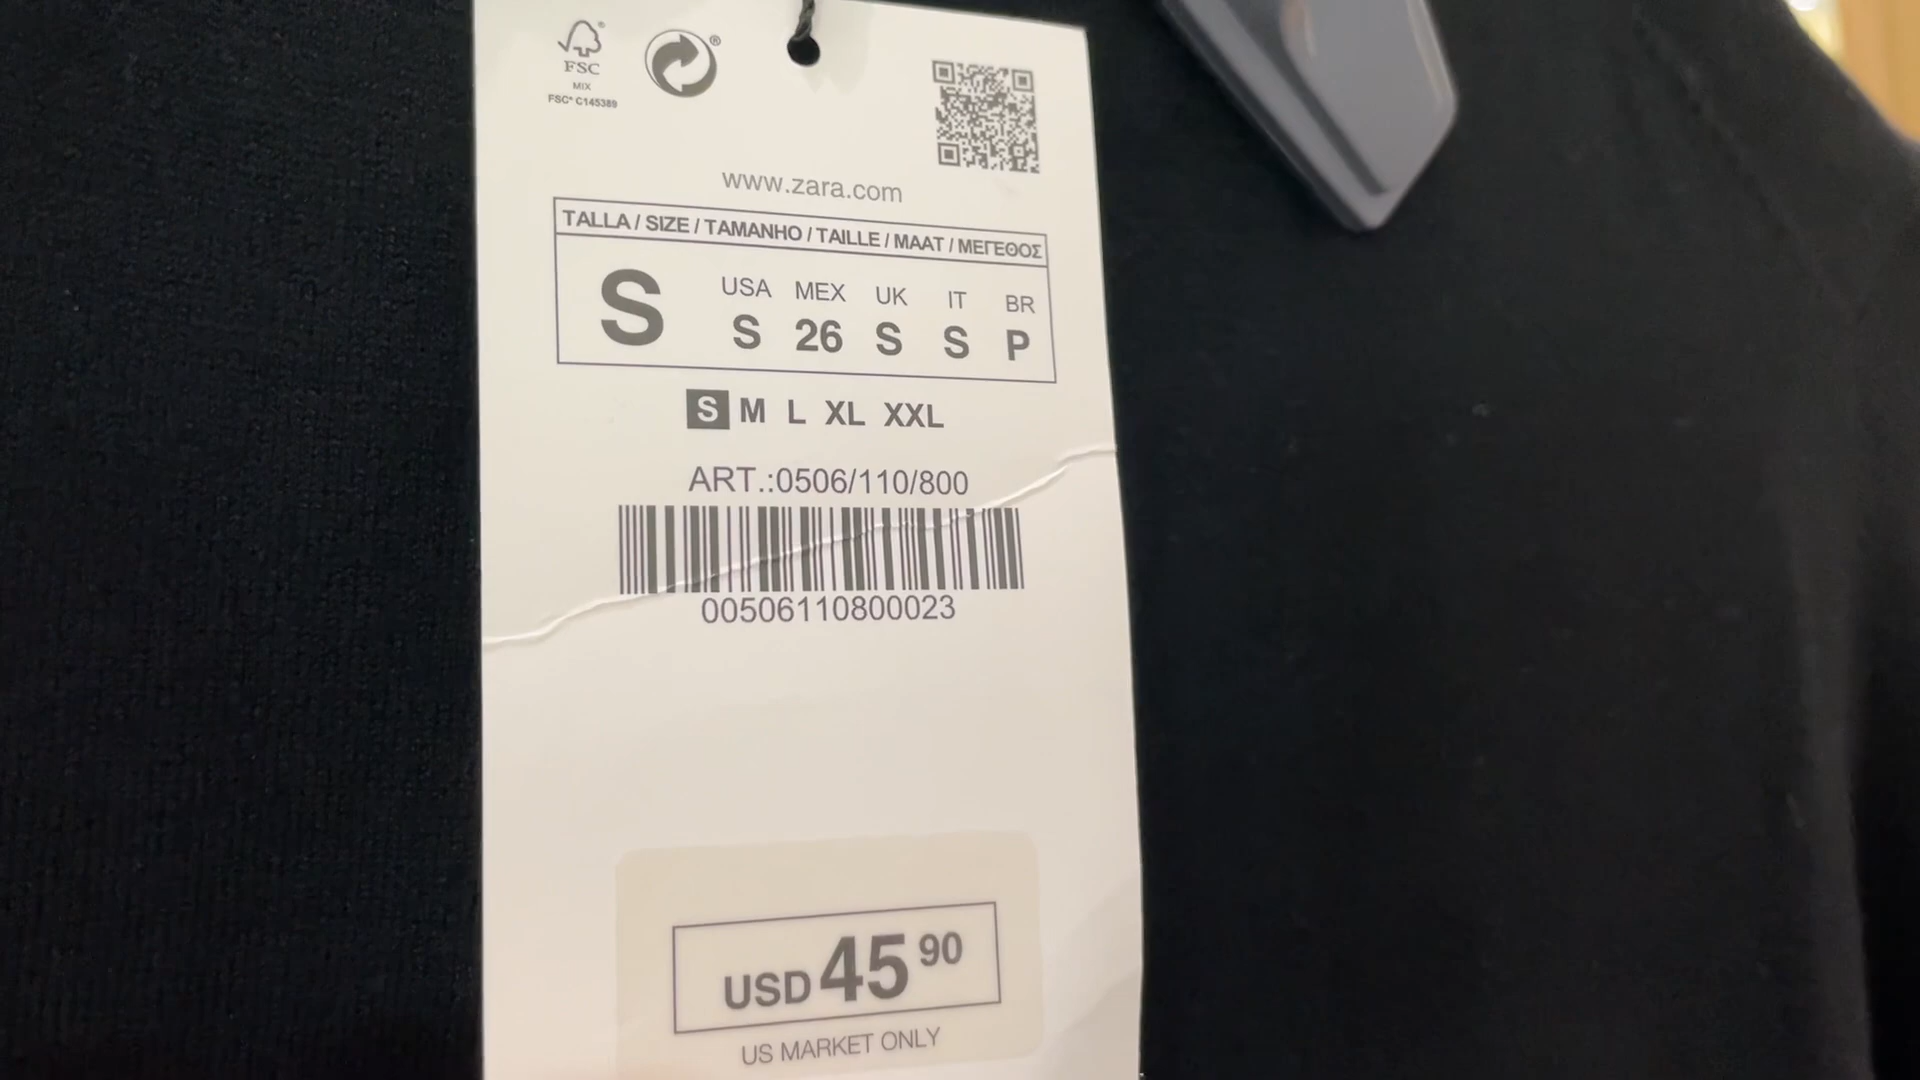 FSC®
MIX
FSC® C145389
®
www.zara.com
TALLA / SIZE / TAMANHO / TAILLE / MAAT / ΜΕΓΕΘΟΣ
USA MEX UK IT BR
S S 26 S S P
S M L XL XXL
ART.:0506/110/800
00506110800023
USD 45 90
US MARKET ONLY